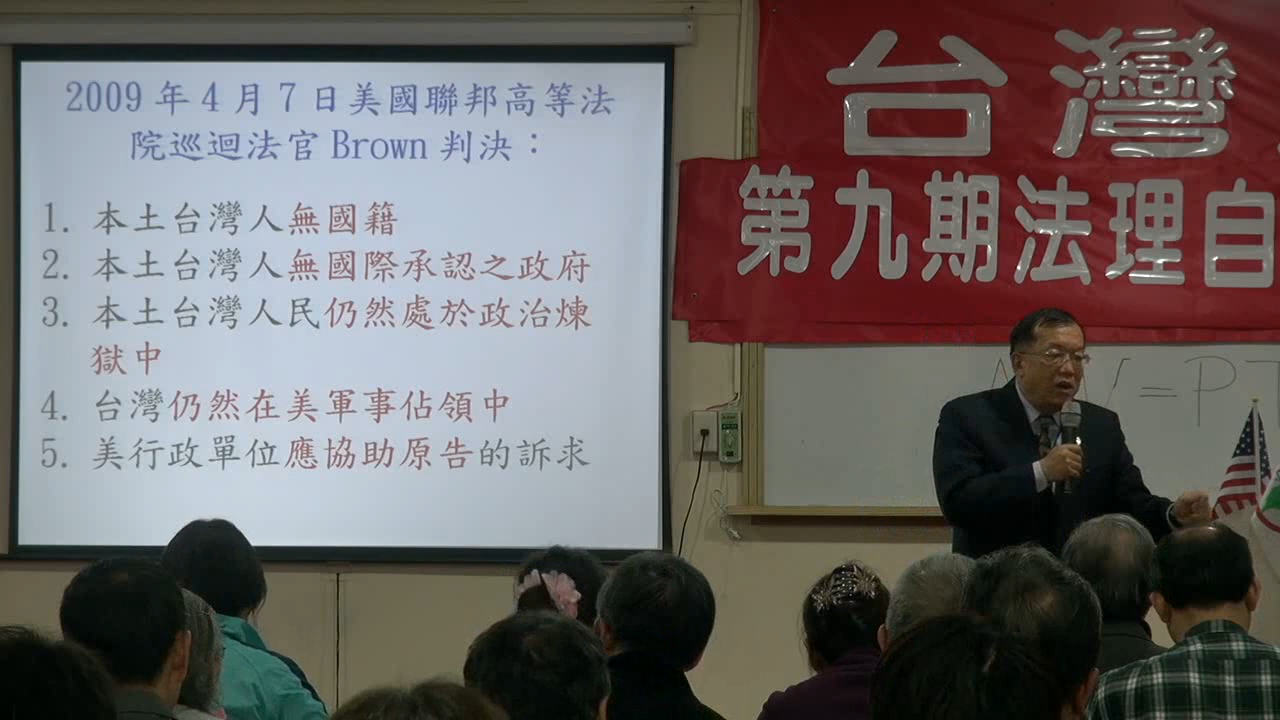 2009 年 4 月 7 日美國聯邦高等法
院巡迴法官 Brown 判決：
1. 本土台灣人無國籍
2. 本土台灣人無國際承認之政府
3. 本土台灣人民仍然處於政治煉
獄中
4. 台灣仍然在美軍事佔領中
5. 美行政單位應協助原告的訴求
台灣
第九期法理自